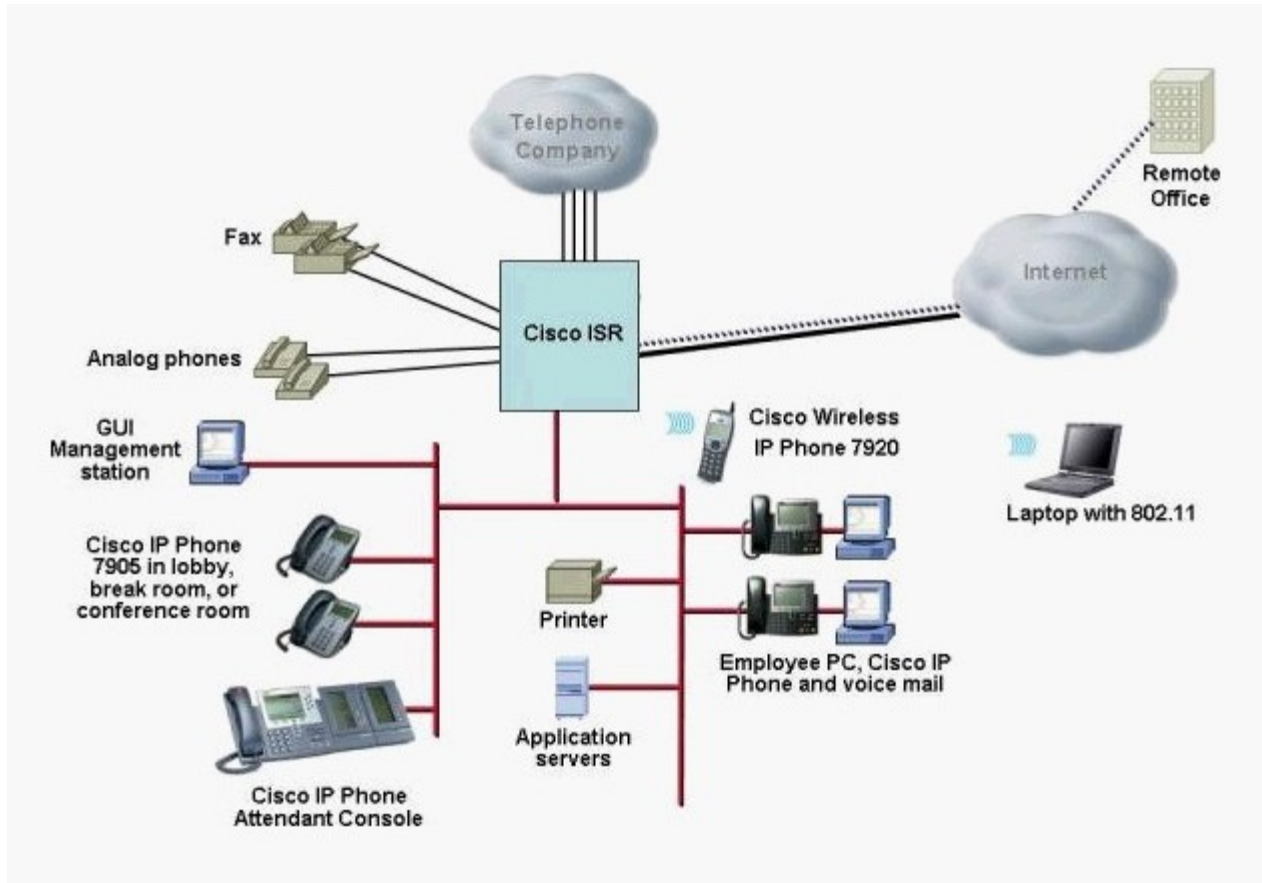 Telephone
Company
Remote
Office
Fax
Internet
Cisco ISR
Analog phones
GUI
Management
station
Cisco Wireless
IP Phone 7920
Laptop with 802.11
Cisco IP Phone
7905 in lobby,
break room, or
conference room
Printer
Employee PC, Cisco IP
Phone and voice mail
Application
servers
Cisco IP Phone
Attendant Console